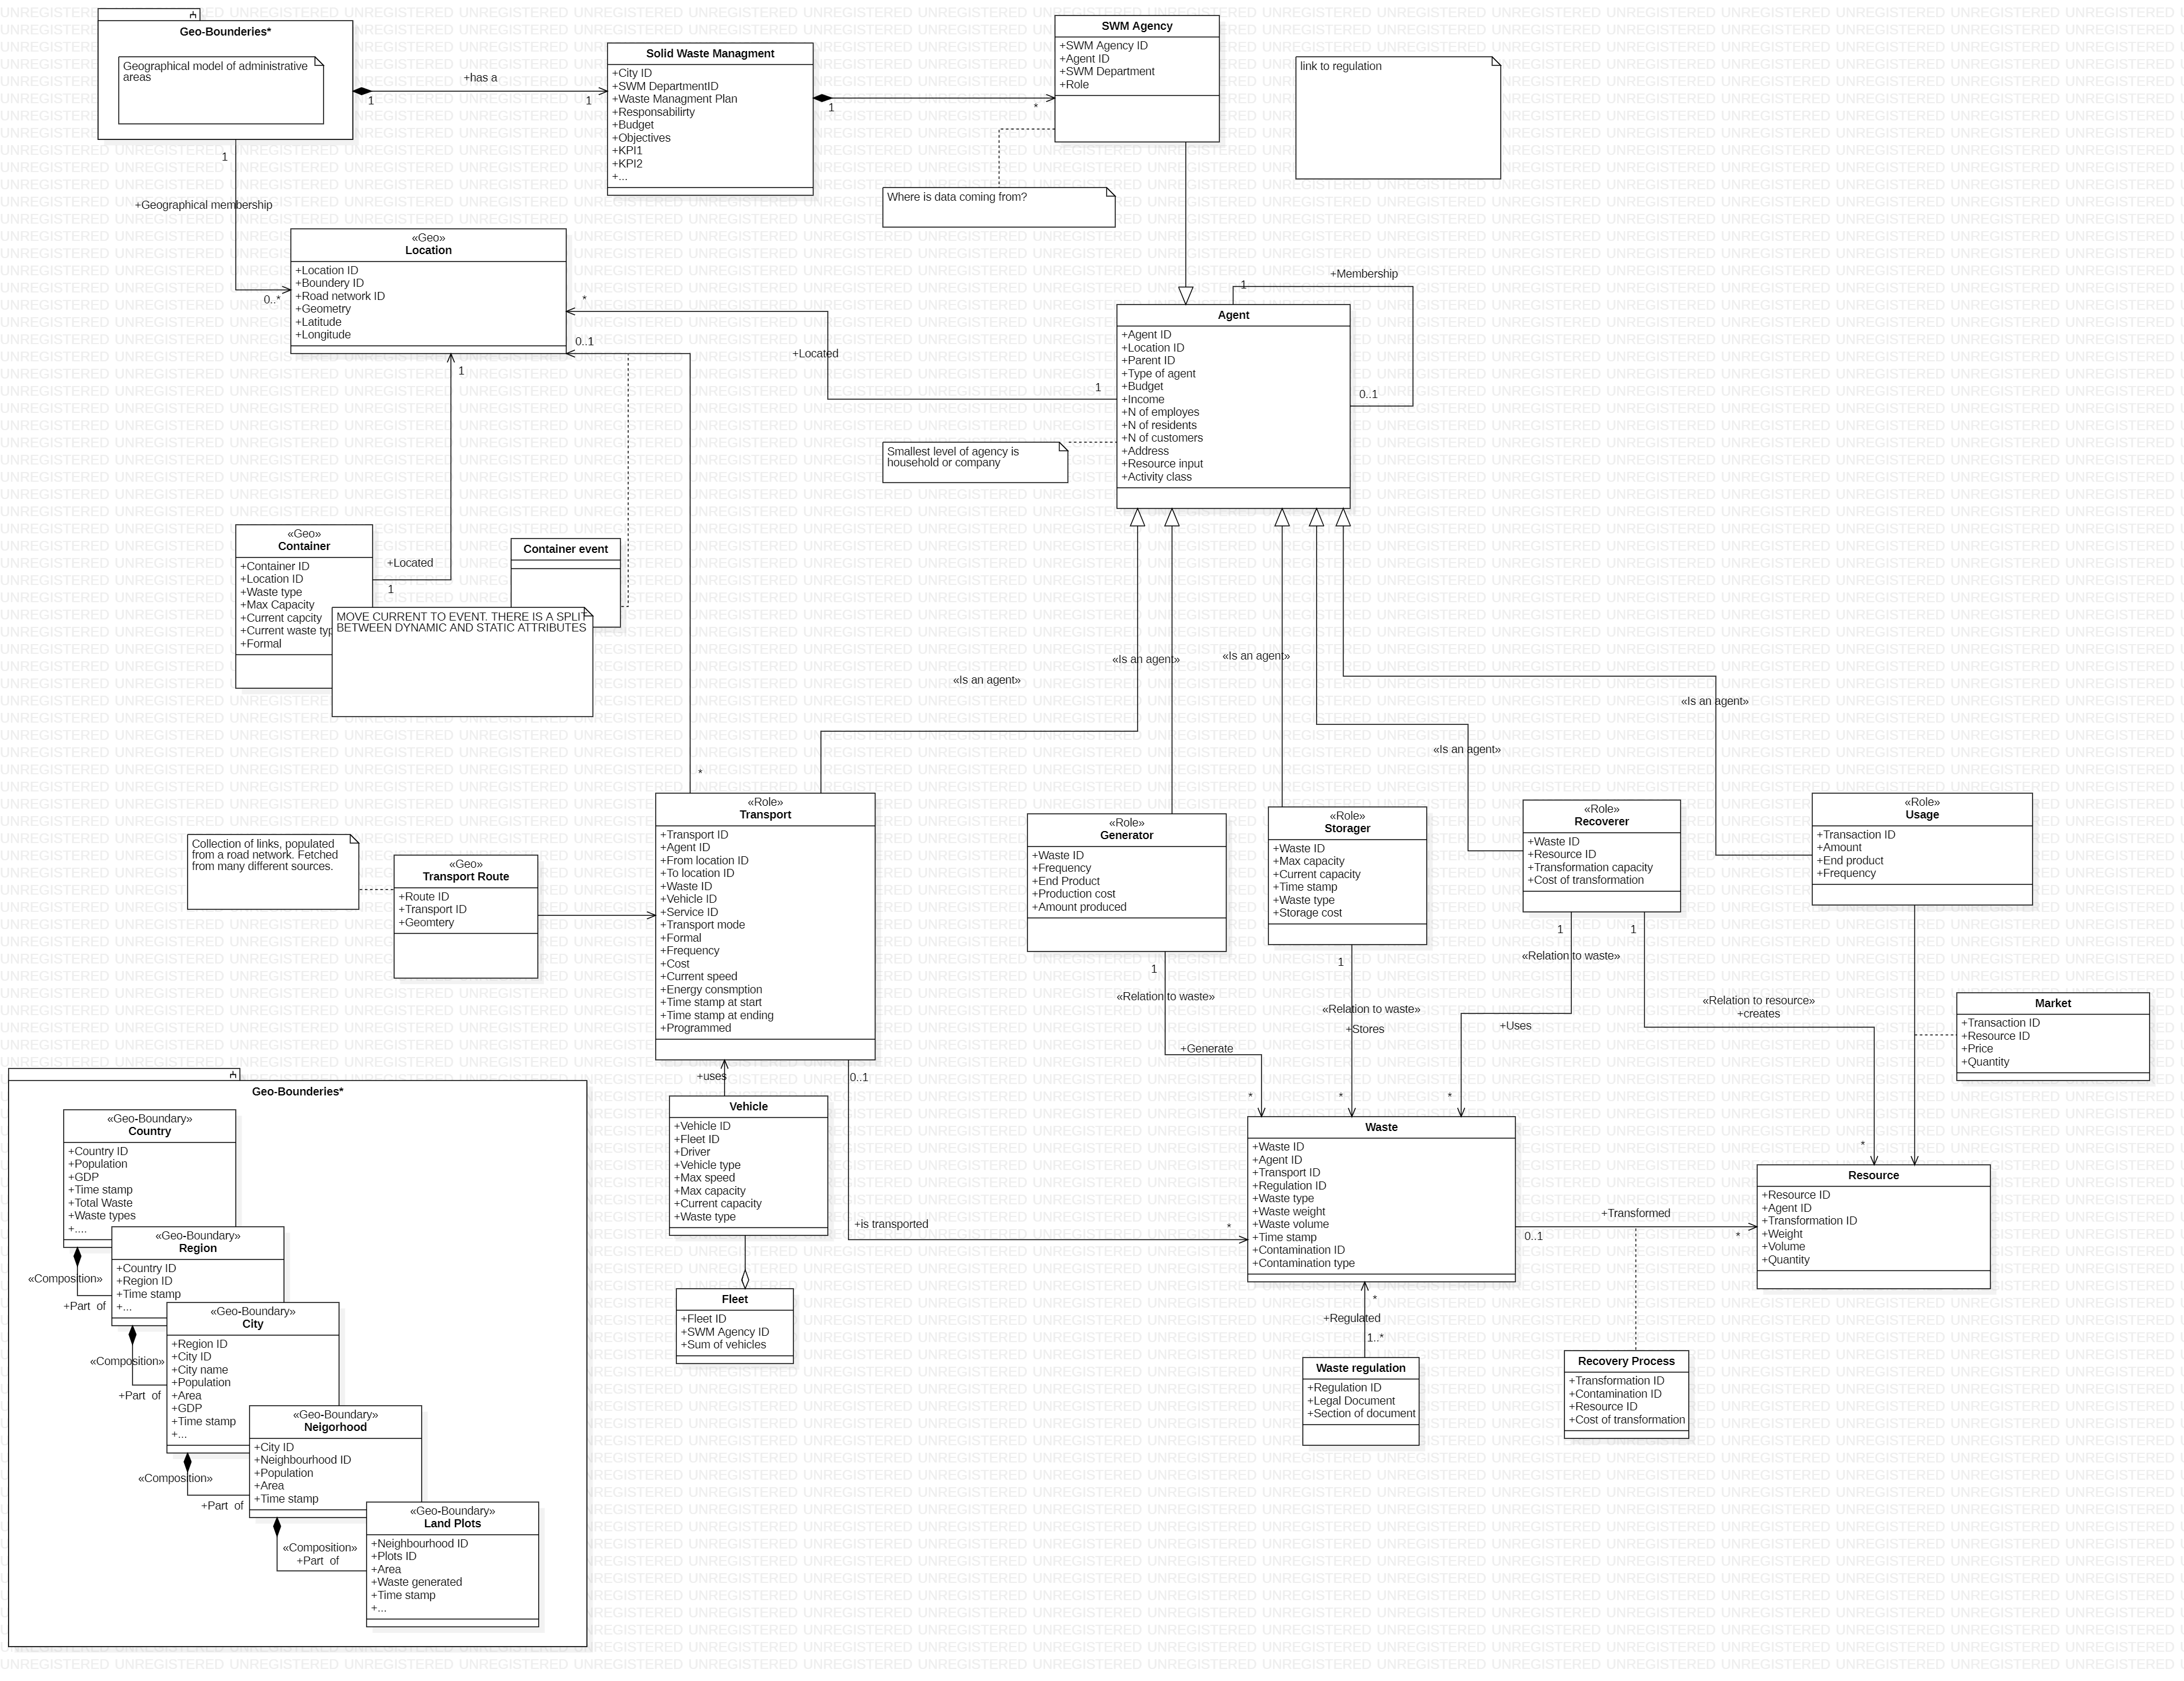 Geo-Bounderies*
Geographical model of administrative
areas
+has a
1
1
Solid Waste Managment
+City ID
+SWM DepartmentID
+Waste Managment Plan
+Responsabilirty
+Budget
+Objectives
+KPI1
+KPI2
+...
1
*
SWM Agency
+SWM Agency ID
+Agent ID
+SWM Department
+Role
link to regulation
Where is data coming from?
1
+Geographical membership
0..*
«Geo»
Location
+Location ID
+Boundery ID
+Road network ID
+Geometry
+Latitude
+Longitude
*
0..1
1
+Located
1
+Membership
1
0..1
Agent
+Agent ID
+Location ID
+Parent ID
+Type of agent
+Budget
+Income
+N of employes
+N of residents
+N of customers
+Address
+Resource input
+Activity class
Smallest level of agency is
household or company
«Geo»
Container
+Container ID
+Location ID
+Waste type
+Max Capacity
+Current capcity
+Current waste typ
+Formal
+Located
1
Container event
MOVE CURRENT TO EVENT. THERE IS A SPLIT
BETWEEN DYNAMIC AND STATIC ATTRIBUTES
«Is an agent»
«Is an agent»
«Is an agent»
«Is an agent»
«Is an agent»
*
«Role»
Transport
+Transport ID
+Agent ID
+From location ID
+To location ID
+Waste ID
+Vehicle ID
+Service ID
+Transport mode
+Formal
+Frequency
+Cost
+Current speed
+Energy consmption
+Time stamp at start
+Time stamp at ending
+Programmed
Collection of links, populated
from a road network. Fetched
from many different sources.
«Geo»
Transport Route
+Route ID
+Transport ID
+Geomtery
«Role»
Generator
+Waste ID
+Frequency
+End Product
+Production cost
+Amount produced
«Role»
Storager
+Waste ID
+Max capacity
+Current capacity
+Time stamp
+Waste type
+Storage cost
«Role»
Recoverer
+Waste ID
+Resource ID
+Transformation capacity
+Cost of transformation
«Role»
Usage
+Transaction ID
+Amount
+End product
+Frequency
1
«Relation to waste»
+Generate
*
1
«Relation to waste»
+Stores
*
1
«Relation to waste»
+Uses
*
1
«Relation to resource»
+creates
*
Market
+Transaction ID
+Resource ID
+Price
+Quantity
+uses
0..1
+is transported
*
Vehicle
+Vehicle ID
+Fleet ID
+Driver
+Vehicle type
+Max speed
+Max capacity
+Current capacity
+Waste type
Fleet
+Fleet ID
+SWM Agency ID
+Sum of vehicles
Waste
+Waste ID
+Agent ID
+Transport ID
+Regulation ID
+Waste type
+Waste weight
+Waste volume
+Time stamp
+Contamination ID
+Contamination type
+Transformed
0..1
*
Resource
+Resource ID
+Agent ID
+Transformation ID
+Weight
+Volume
+Quantity
*
+Regulated
1..*
Waste regulation
+Regulation ID
+Legal Document
+Section of document
Recovery Process
+Transformation ID
+Contamination ID
+Resource ID
+Cost of transformation
Geo-Bounderies*
«Geo-Boundary»
Country
+Country ID
+Population
+GDP
+Time stamp
+Total Waste
+Waste types
+....
«Composition»
+Part of
«Geo-Boundary»
Region
+Country ID
+Region ID
+Time stamp
+...
«Composition»
+Part of
«Geo-Boundary»
City
+Region ID
+City ID
+City name
+Population
+Area
+GDP
+Time stamp
+...
«Composition»
+Part of
«Geo-Boundary»
Neigorhood
+City ID
+Neighbourhood ID
+Population
+Area
+Time stamp
«Composition»
+Part of
«Geo-Boundary»
Land Plots
+Neighbourhood ID
+Plots ID
+Area
+Waste generated
+Time stamp
+...
UNREGISTERED